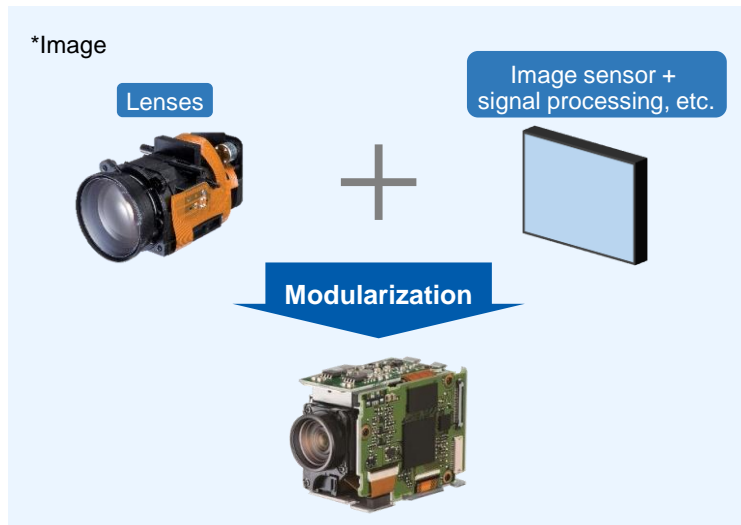 *Image
Lenses
Image sensor +
signal processing, etc.
Modularization